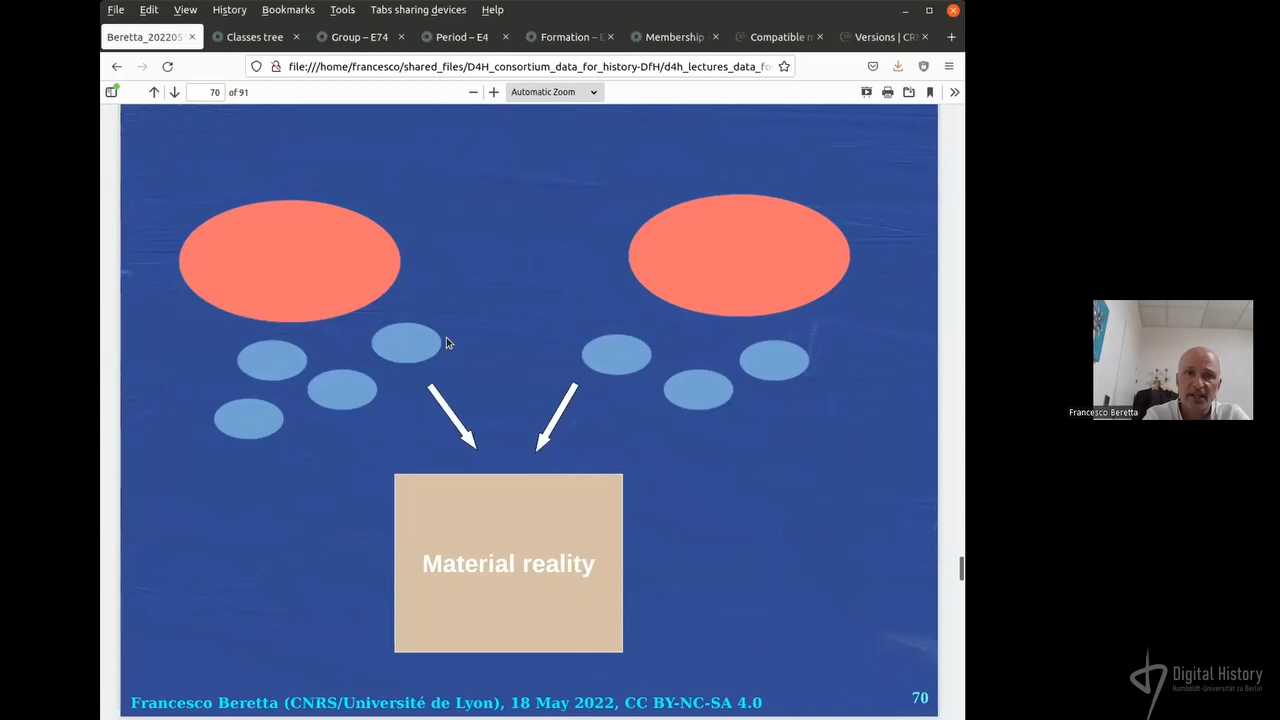 File Edit View History Bookmarks Tools Tabs sharing devices Help
Beretta_202205 Classes tree Group – E74 Period – E4 Formation – E Membership Compatible m Versions | CR
file:///home/francesco/shared_files/D4H_consortium_data_for_history-DfH/d4h_lectures_data_fo
70 of 91 Automatic Zoom
Material reality
Francesco Beretta
Francesco Beretta (CNRS/Université de Lyon), 18 May 2022, CC BY-NC-SA 4.0 70
Digital History
Humboldt-Universität zu Berlin